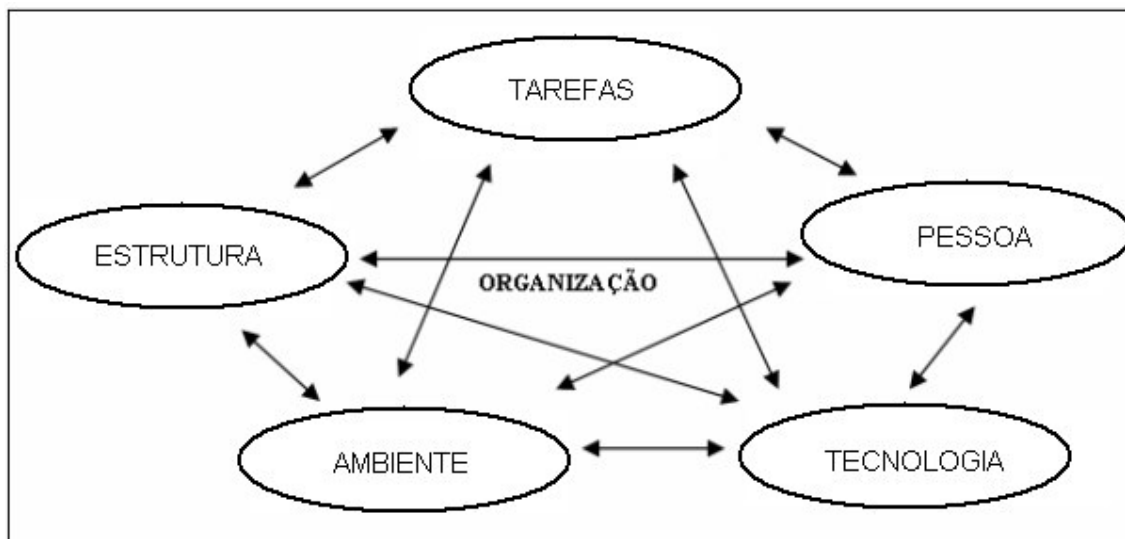 TAREFAS
PESSOA
ESTRUTURA
ORGANIZAÇÃO
AMBIENTE
TECNOLOGIA